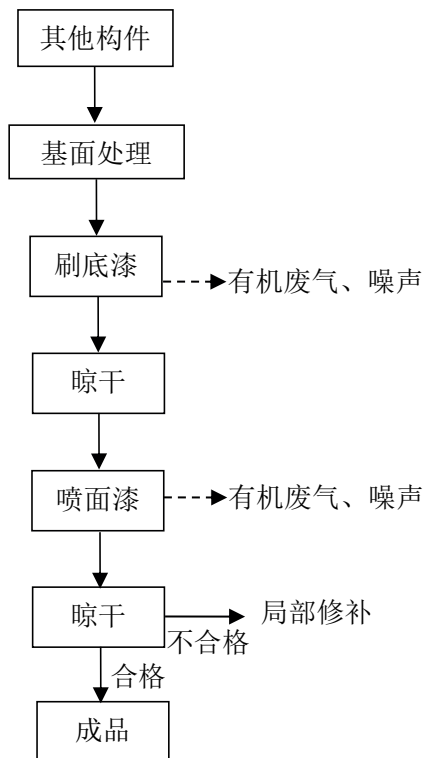 其他构件
基面处理
刷底漆
有机废气、噪声
晾干
喷面漆
有机废气、噪声
晾干
局部修补
不合格
合格
成品